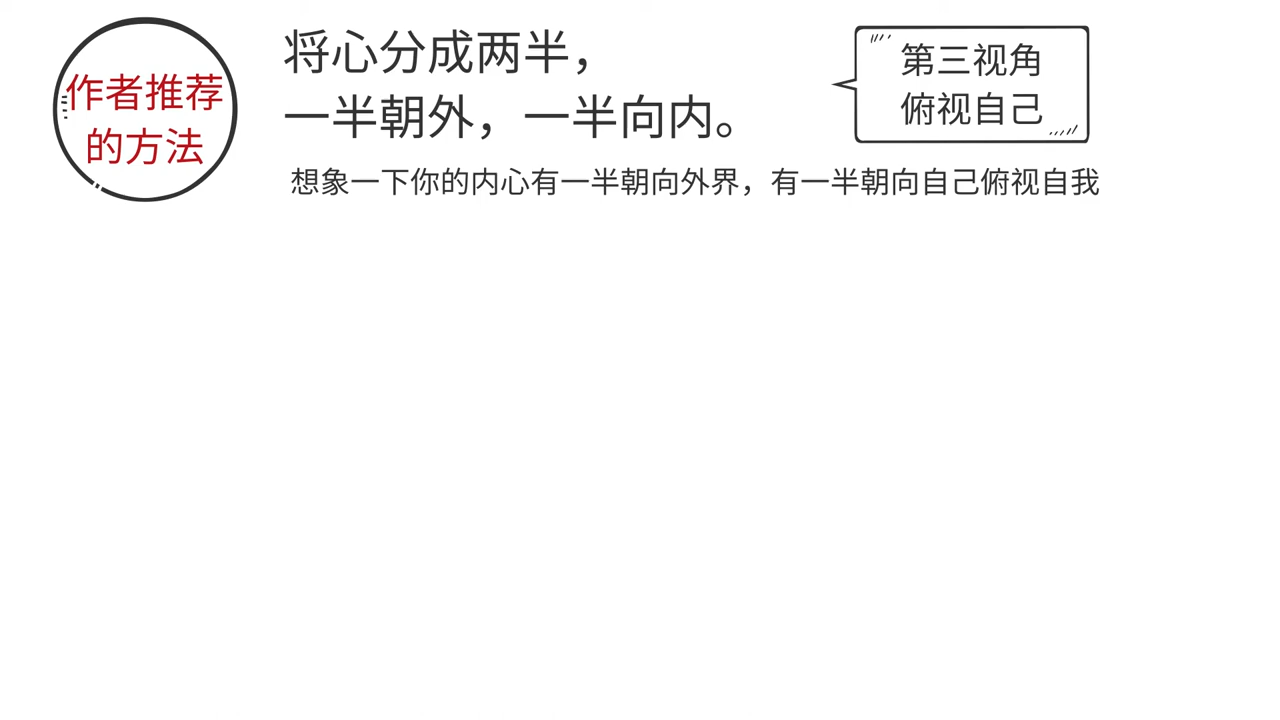 作者推荐
的方法
将心分成两半，
一半朝外，一半向内。
第三视角
俯视自己
想象一下你的内心有一半朝向外界，有一半朝向自己俯视自我